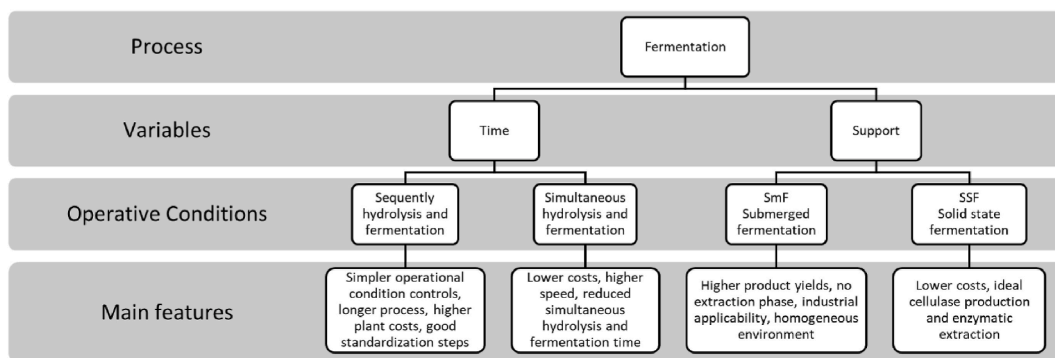 Process
Fermentation
Variables
Time
Support
Operative Conditions
Sequently
hydrolysis and
fermentation
Simultaneous
hydrolysis and
fermentation
SmF
Submerged
fermentation
SSF
Solid state
fermentation
Main features
Simpler operational
condition controls,
longer process, higher
plant costs, good
standardization steps
Lower costs, higher
speed, reduced
simultaneous
hydrolysis and
fermentation time
Higher product yields, no
extraction phase, industrial
applicability, homogeneous
environment
Lower costs, ideal
cellulase production
and enzymatic
extraction